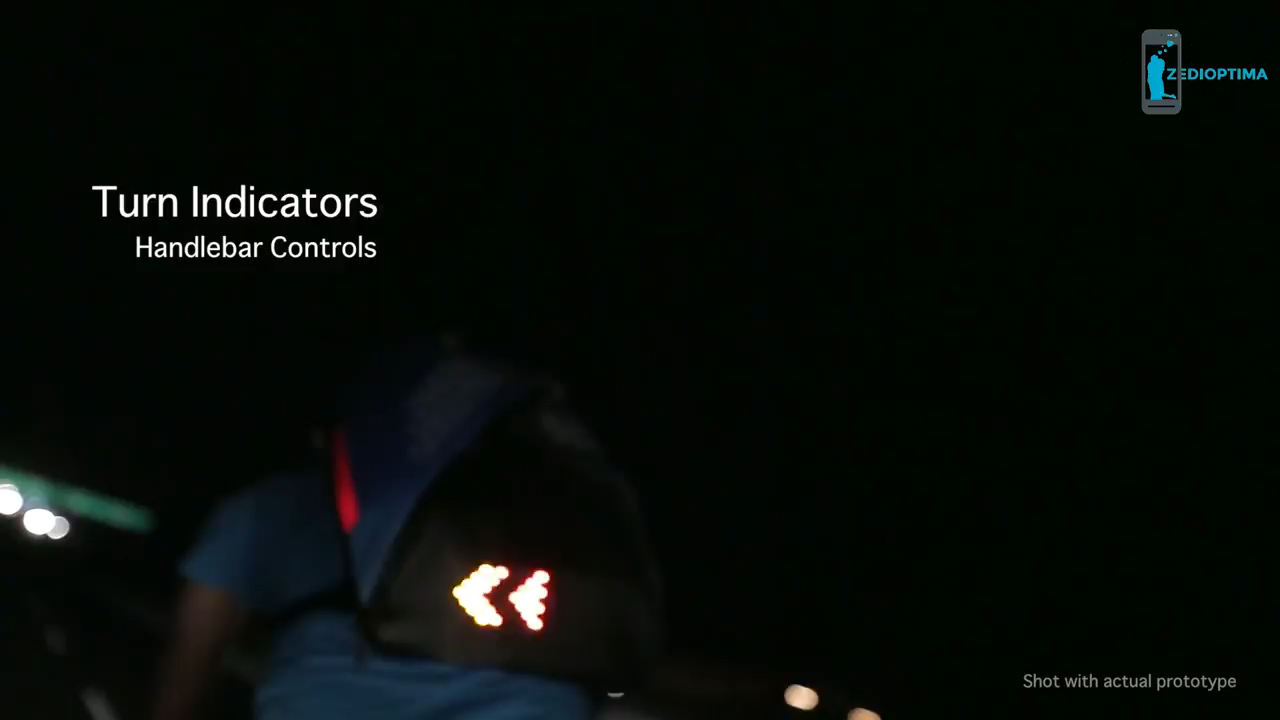 ZEDIOPTIMA
Turn Indicators
Handlebar Controls
Shot with actual prototype